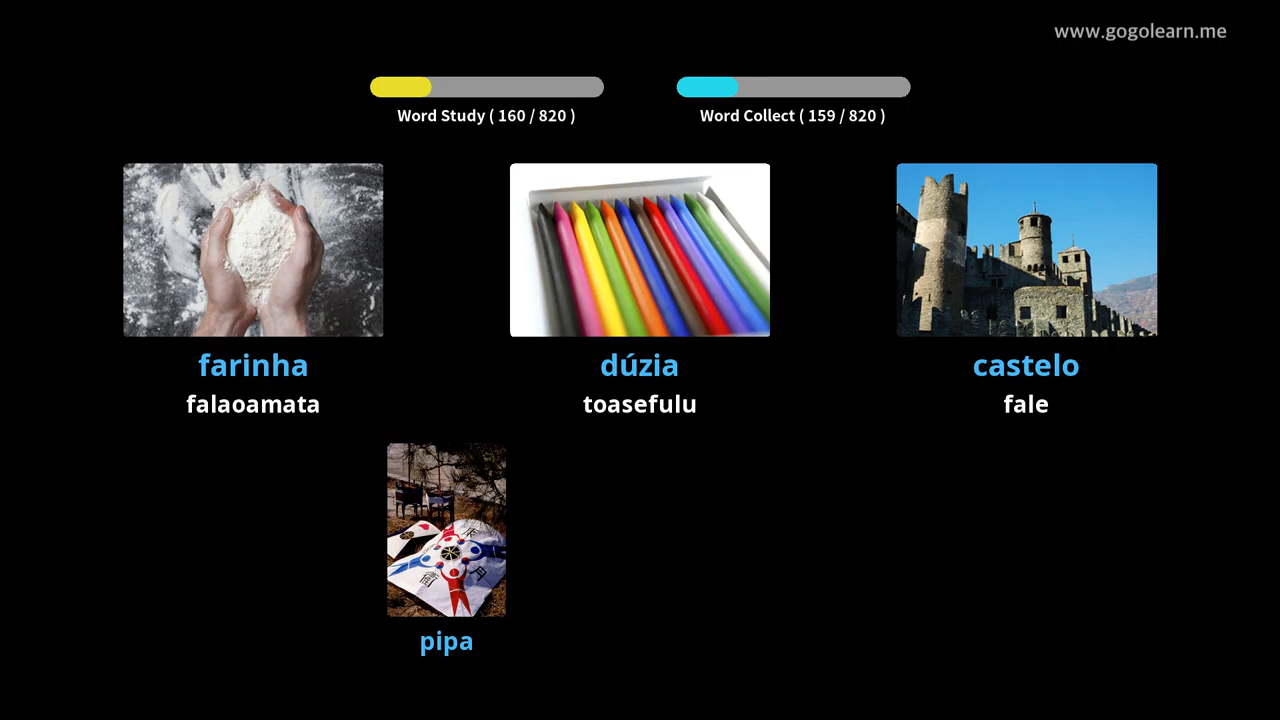 www.gogolearn.me
Word Study ( 160 / 820 )
Word Collect ( 159 / 820 )
farinha
dúzia
castelo
falaoamata
toasefulu
fale
pipa